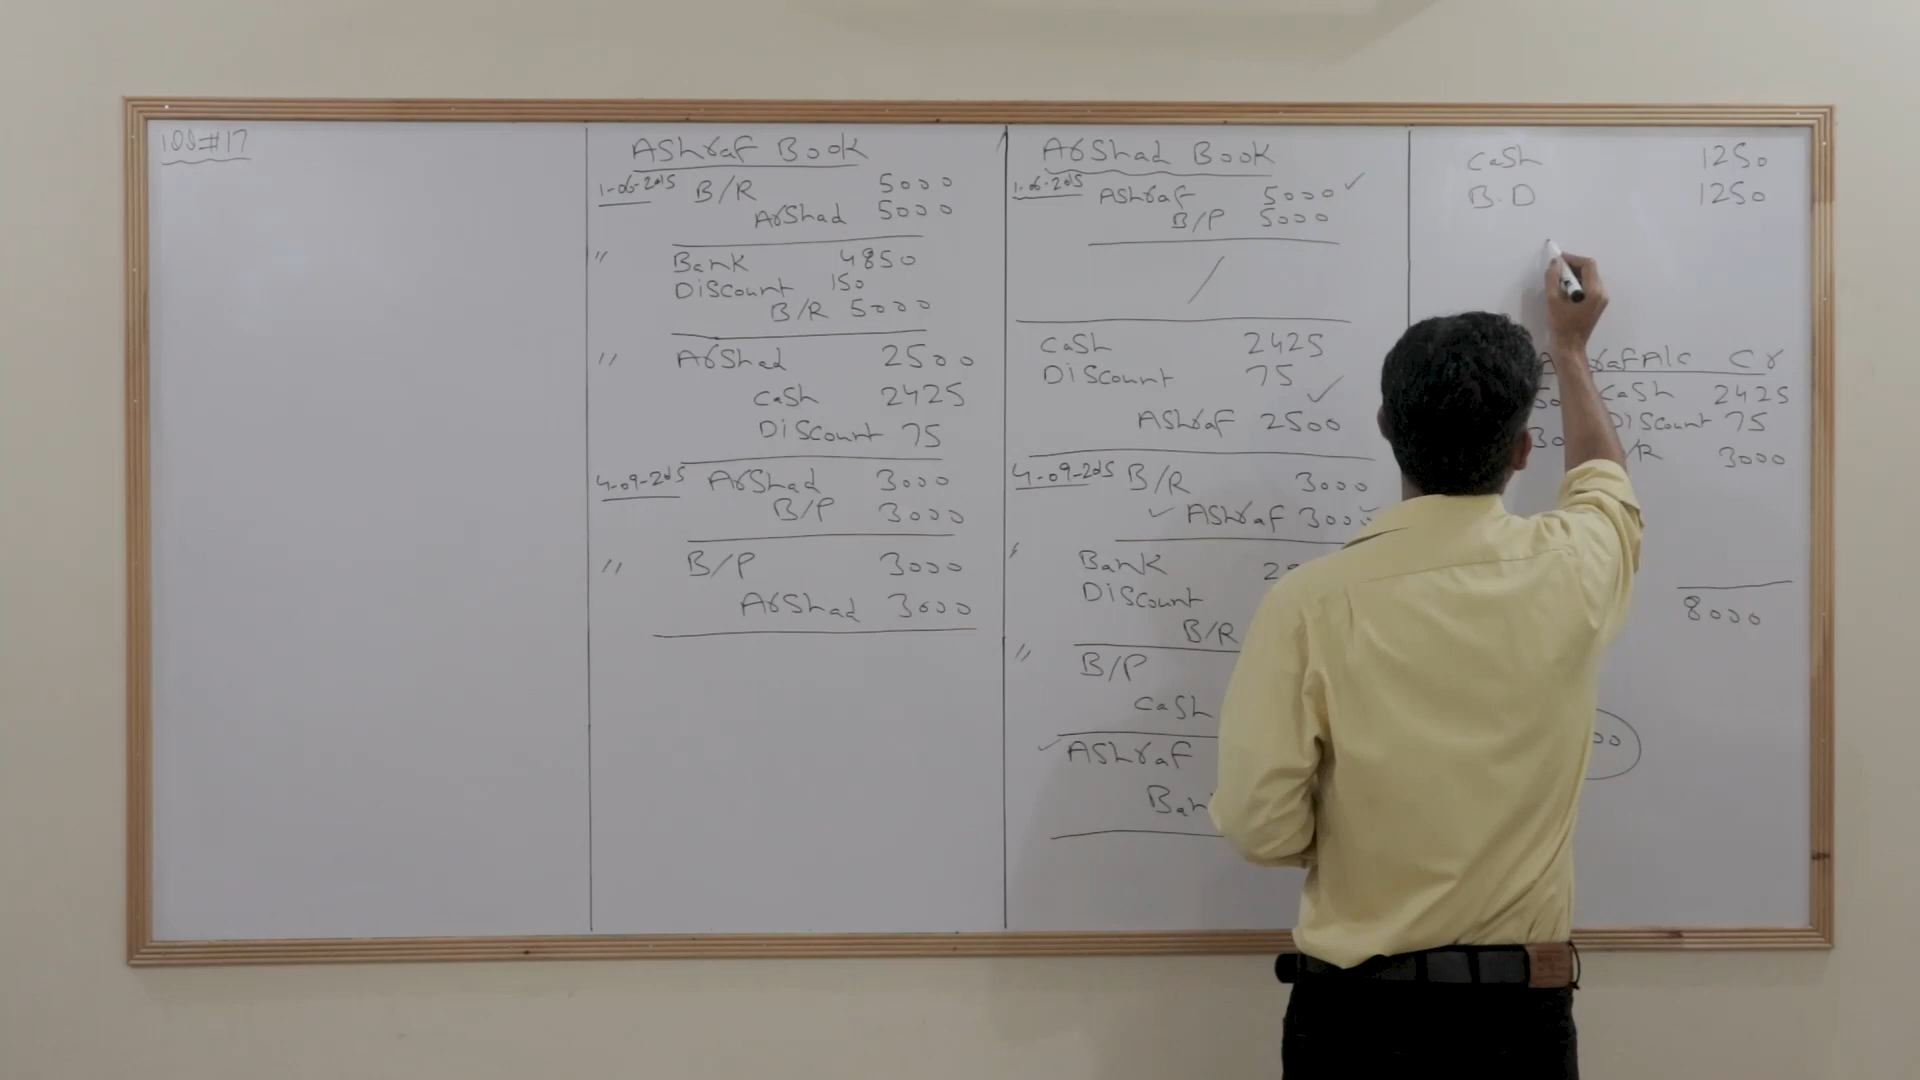 Ashraf Book
1-06-2015 B/R 5000
Arshad 5000
" Bank 4850
Discount 150
B/R 5000
" Arshad 2500
Cash 2425
Discount 75
4-09-2015 Arshad 3000
B/P 3000
" B/P 3000
Arshad 3000
Arshad Book
1-06-2015 Ashraf 5000 ✓
B/P 5000
/
Cash 2425
Discount 75
Ashraf 2500 ✓
4-09-2015 B/R 3000
✓ Ashraf 3000
Bank
Discount
B/R
" B/P
Cash
✓ Ashraf
Cash 1250
B.D 1250
A/c Cr
Cash 2425
Discount 75
/R 3000
8000